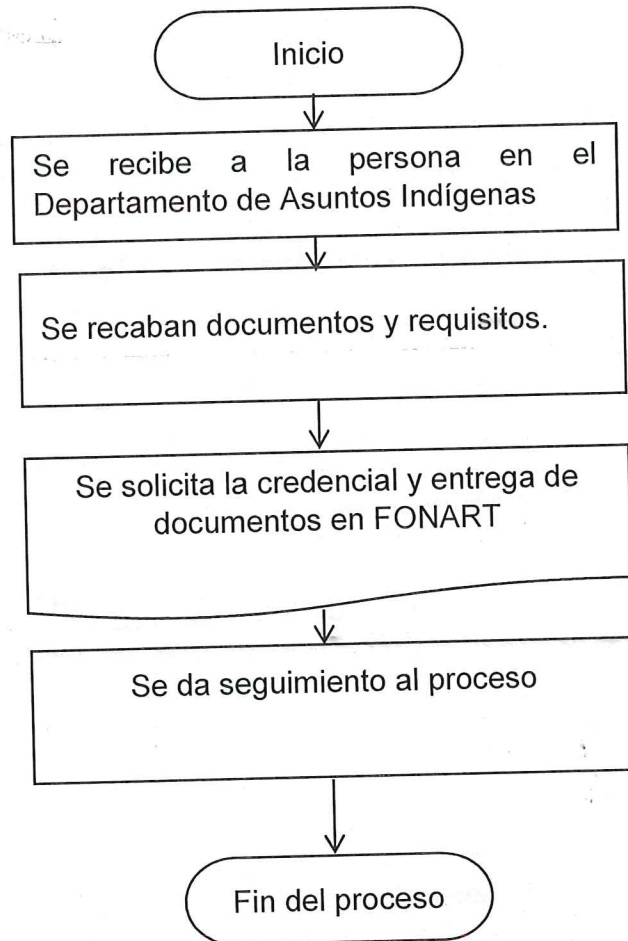 Inicio
Se recibe a la persona en el
Departamento de Asuntos Indígenas
Se recaban documentos y requisitos.
Se solicita la credencial y entrega de
documentos en FONART
Se da seguimiento al proceso
Fin del proceso